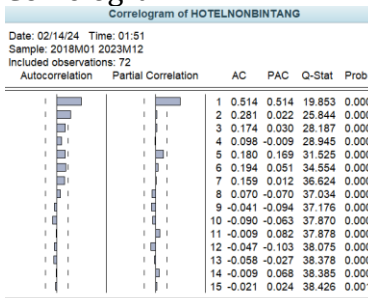 Correlogram of HOTELNONBINTANG
Date: 02/14/24 Time: 01:51
Sample: 2018M01 2023M12
Included observations: 72
Autocorrelation Partial Correlation AC PAC Q-Stat Prob
1 0.514 0.514 19.853 0.000
2 0.281 0.022 25.844 0.000
3 0.174 0.030 28.187 0.000
4 0.098 -0.009 28.945 0.000
5 0.180 0.169 31.525 0.000
6 0.194 0.051 34.554 0.000
7 0.159 0.012 36.624 0.000
8 0.070 -0.070 37.034 0.000
9 -0.041 -0.094 37.176 0.000
10 -0.090 -0.063 37.870 0.000
11 -0.009 0.082 37.878 0.000
12 -0.047 -0.103 38.075 0.000
13 -0.058 -0.027 38.378 0.000
14 -0.009 0.068 38.385 0.000
15 -0.021 0.024 38.426 0.001